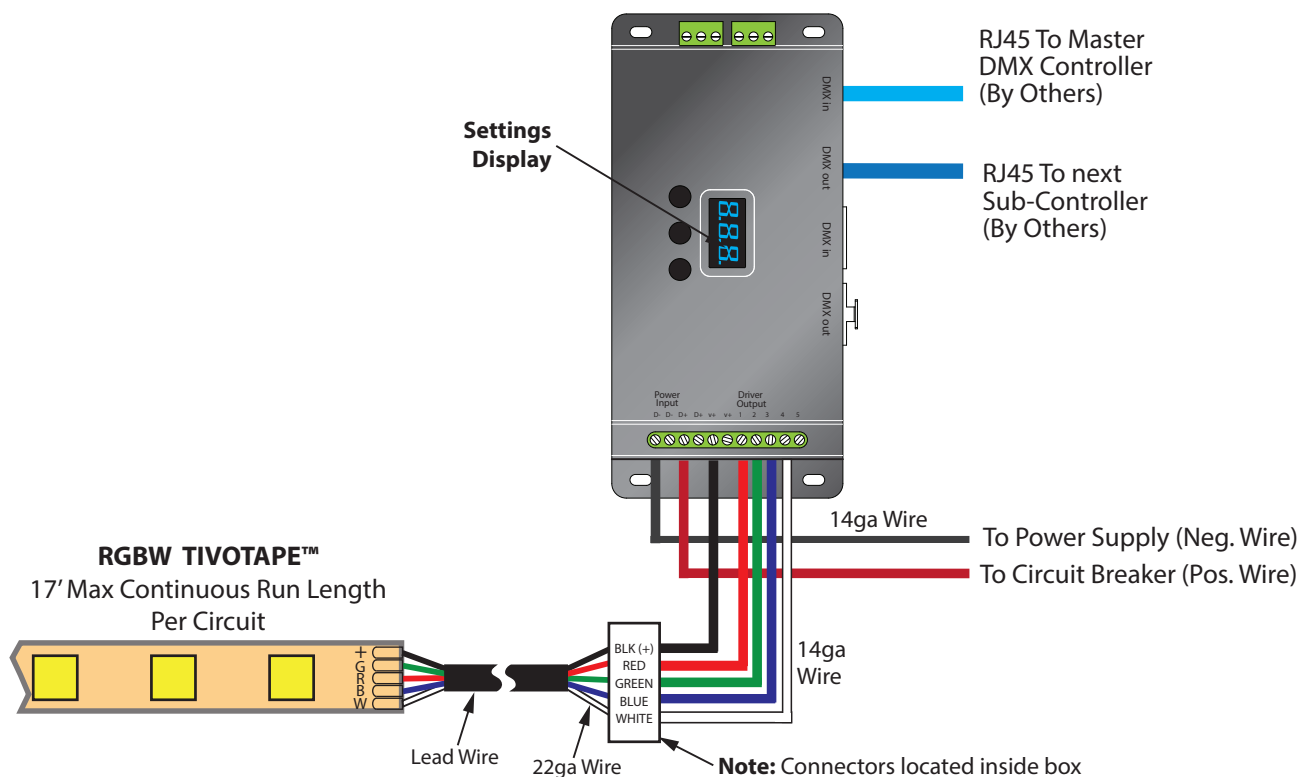 RJ45 To Master
DMX Controller
(By Others)
DMX in
Settings
Display
DMX out
RJ45 To next
Sub-Controller
(By Others)
8.8.8.
DMX in
DMX out
Power
Input
Driver
Output
D- D- D+ D+ v+ v+ 1 2 3 4 5
14ga Wire
To Power Supply (Neg. Wire)
To Circuit Breaker (Pos. Wire)
RGBW TIVOTAPE™
17' Max Continuous Run Length
Per Circuit
+
G
R
B
W
BLK (+)
RED
GREEN
BLUE
WHITE
14ga
Wire
Lead Wire
22ga Wire
Note: Connectors located inside box